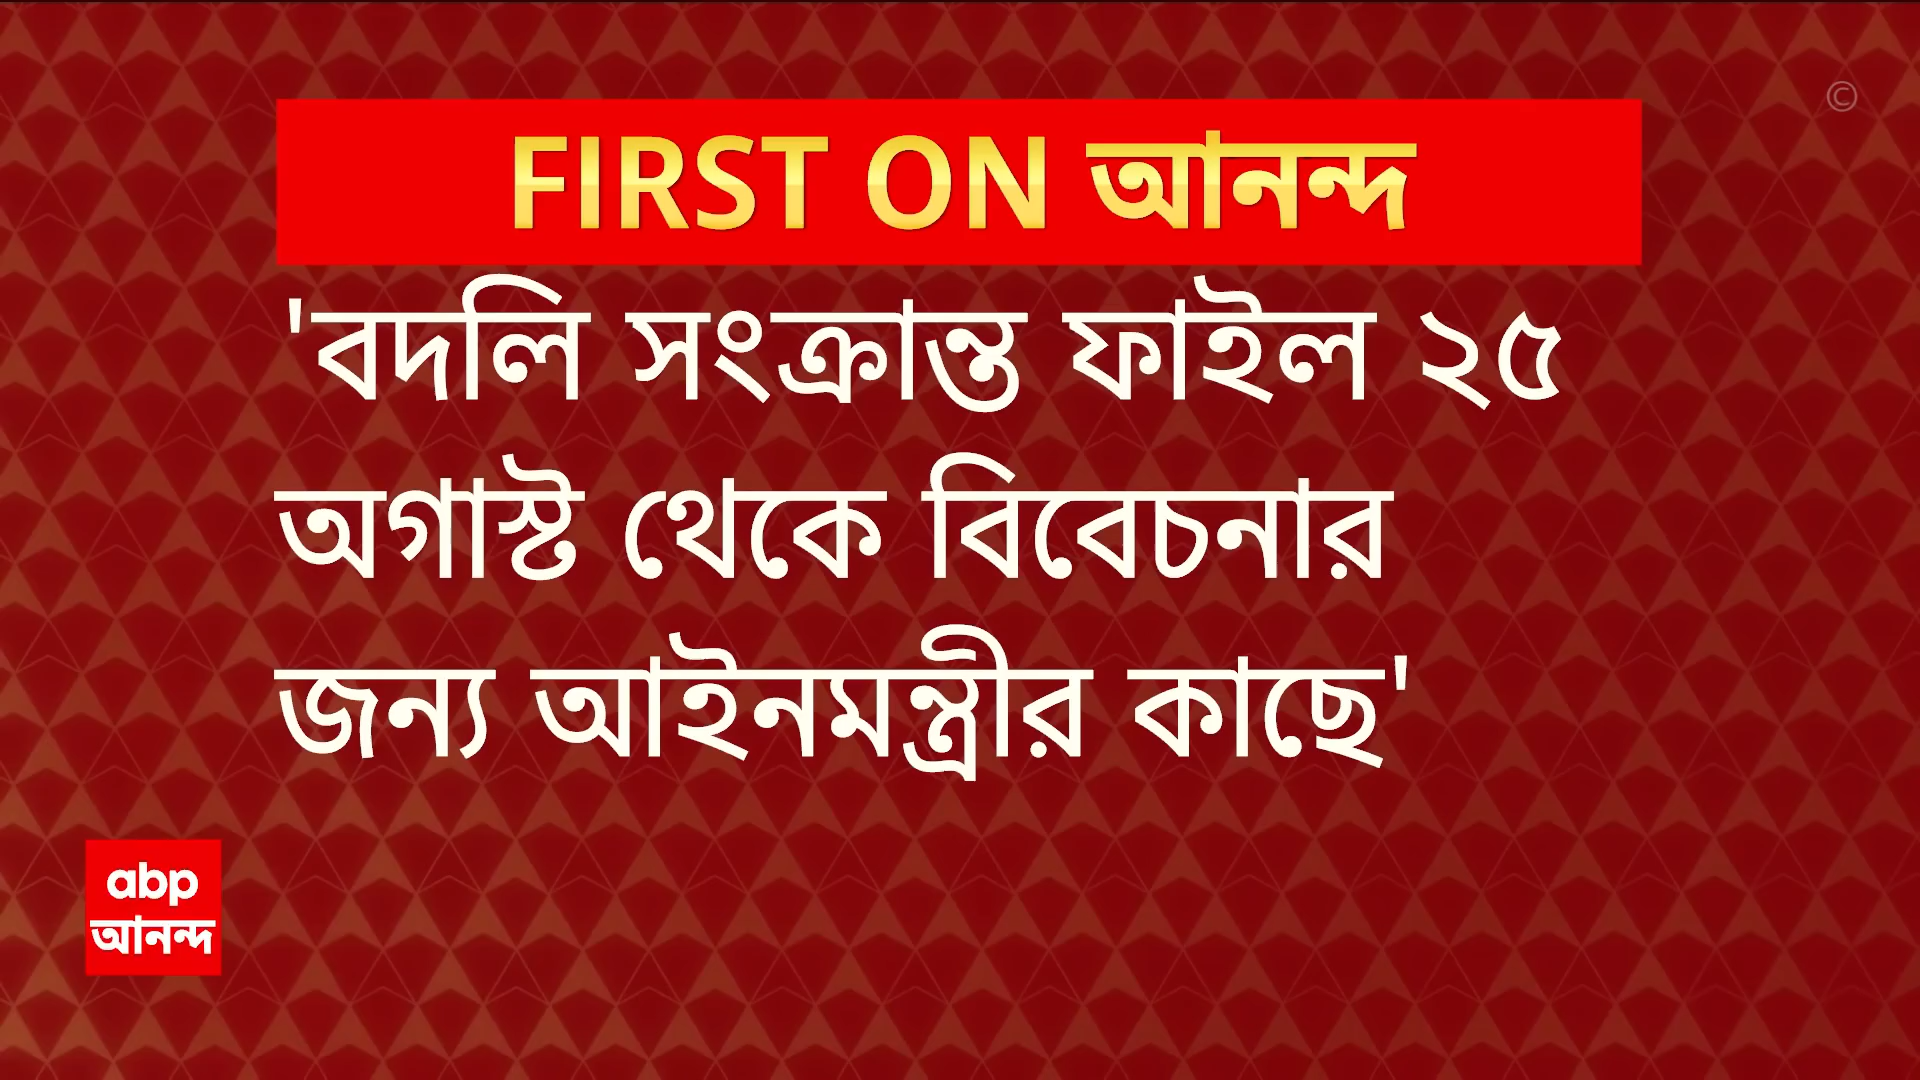 ©
FIRST ON আনন্দ
'বদলি সংক্রান্ত ফাইল ২৫
অগাস্ট থেকে বিবেচনার
জন্য আইনমন্ত্রীর কাছে'
abp
আনন্দ